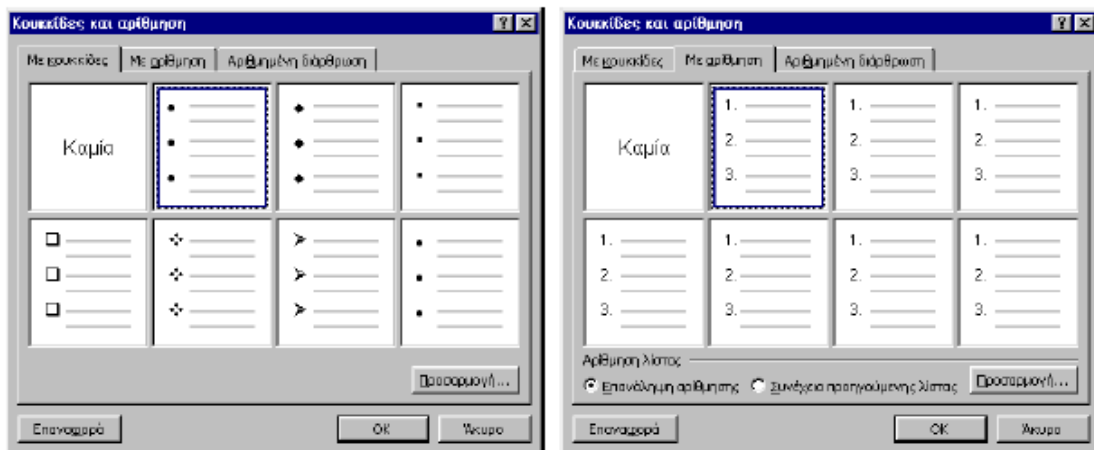 Κουκκίδες και αρίθμηση
Με κουκκίδες
Με αρίθμηση
Αριθμημένη διάρθρωση
Καμία
Προσαρμογή...
Επαναφορά
OK
Άκυρο
Κουκκίδες και αρίθμηση
Με κουκκίδες
Με αρίθμηση
Αριθμημένη διάρθρωση
Καμία
1. 1. 1.
2. 2. 2.
3. 3. 3.
1. 1. 1. 1.
2. 2. 2. 2.
3. 3. 3. 3.
Αρίθμηση λίστας
Επανάληψη αρίθμησης
Συνέχεια προηγούμενης λίστας
Προσαρμογή...
Επαναφορά
OK
Άκυρο